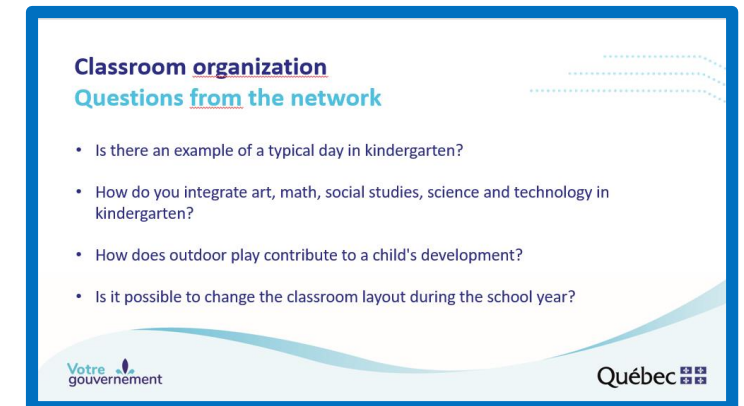 Classroom organization
Questions from the network
• Is there an example of a typical day in kindergarten?
• How do you integrate art, math, social studies, science and technology in
kindergarten?
• How does outdoor play contribute to a child's development?
• Is it possible to change the classroom layout during the school year?
Votre
gouvernement
Québec